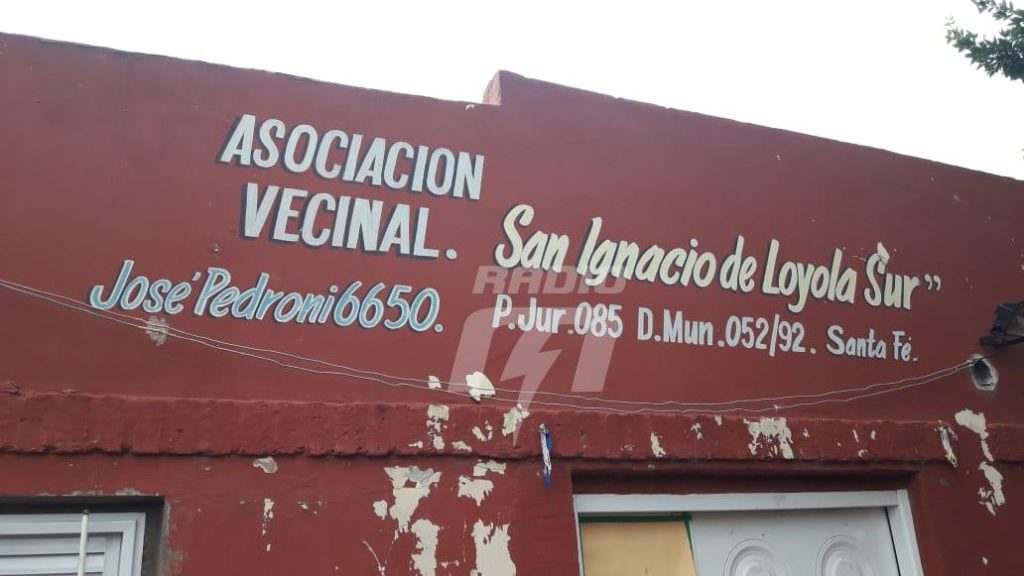 ASOCIACION
VECINAL.
José Pedroni 6650.
San Ignacio de Loyola Sur”
P.Jur.085 D.Mun.052/92. Santa Fé.
RADIO